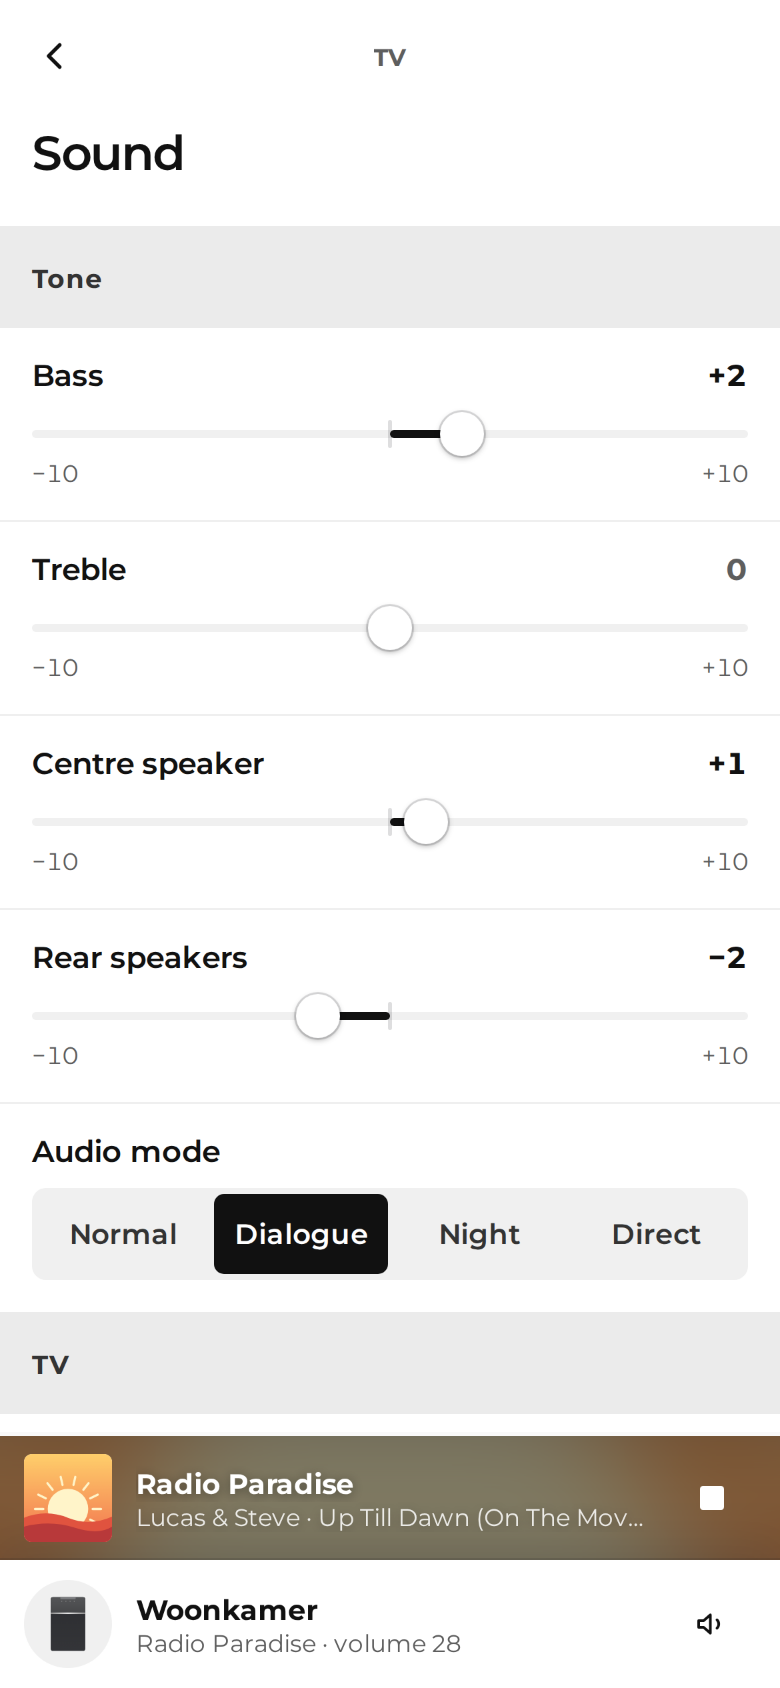 TV
Sound
Tone
Bass +2
−10 +10
Treble 0
−10 +10
Centre speaker +1
−10 +10
Rear speakers −2
−10 +10
Audio mode
Normal Dialogue Night Direct
TV
Radio Paradise
Lucas & Steve · Up Till Dawn (On The Mov...
Woonkamer
Radio Paradise · volume 28